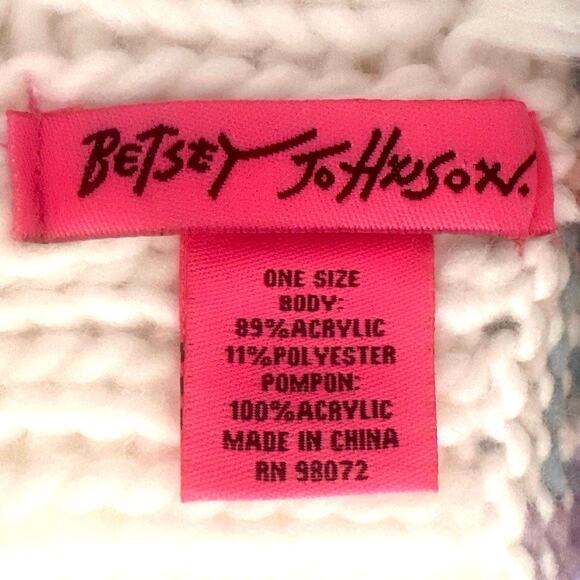 BETSEY JOHNSON.
ONE SIZE
BODY:
89%ACRYLIC
11%POLYESTER
POMPON:
100%ACRYLIC
MADE IN CHINA
RN 98072